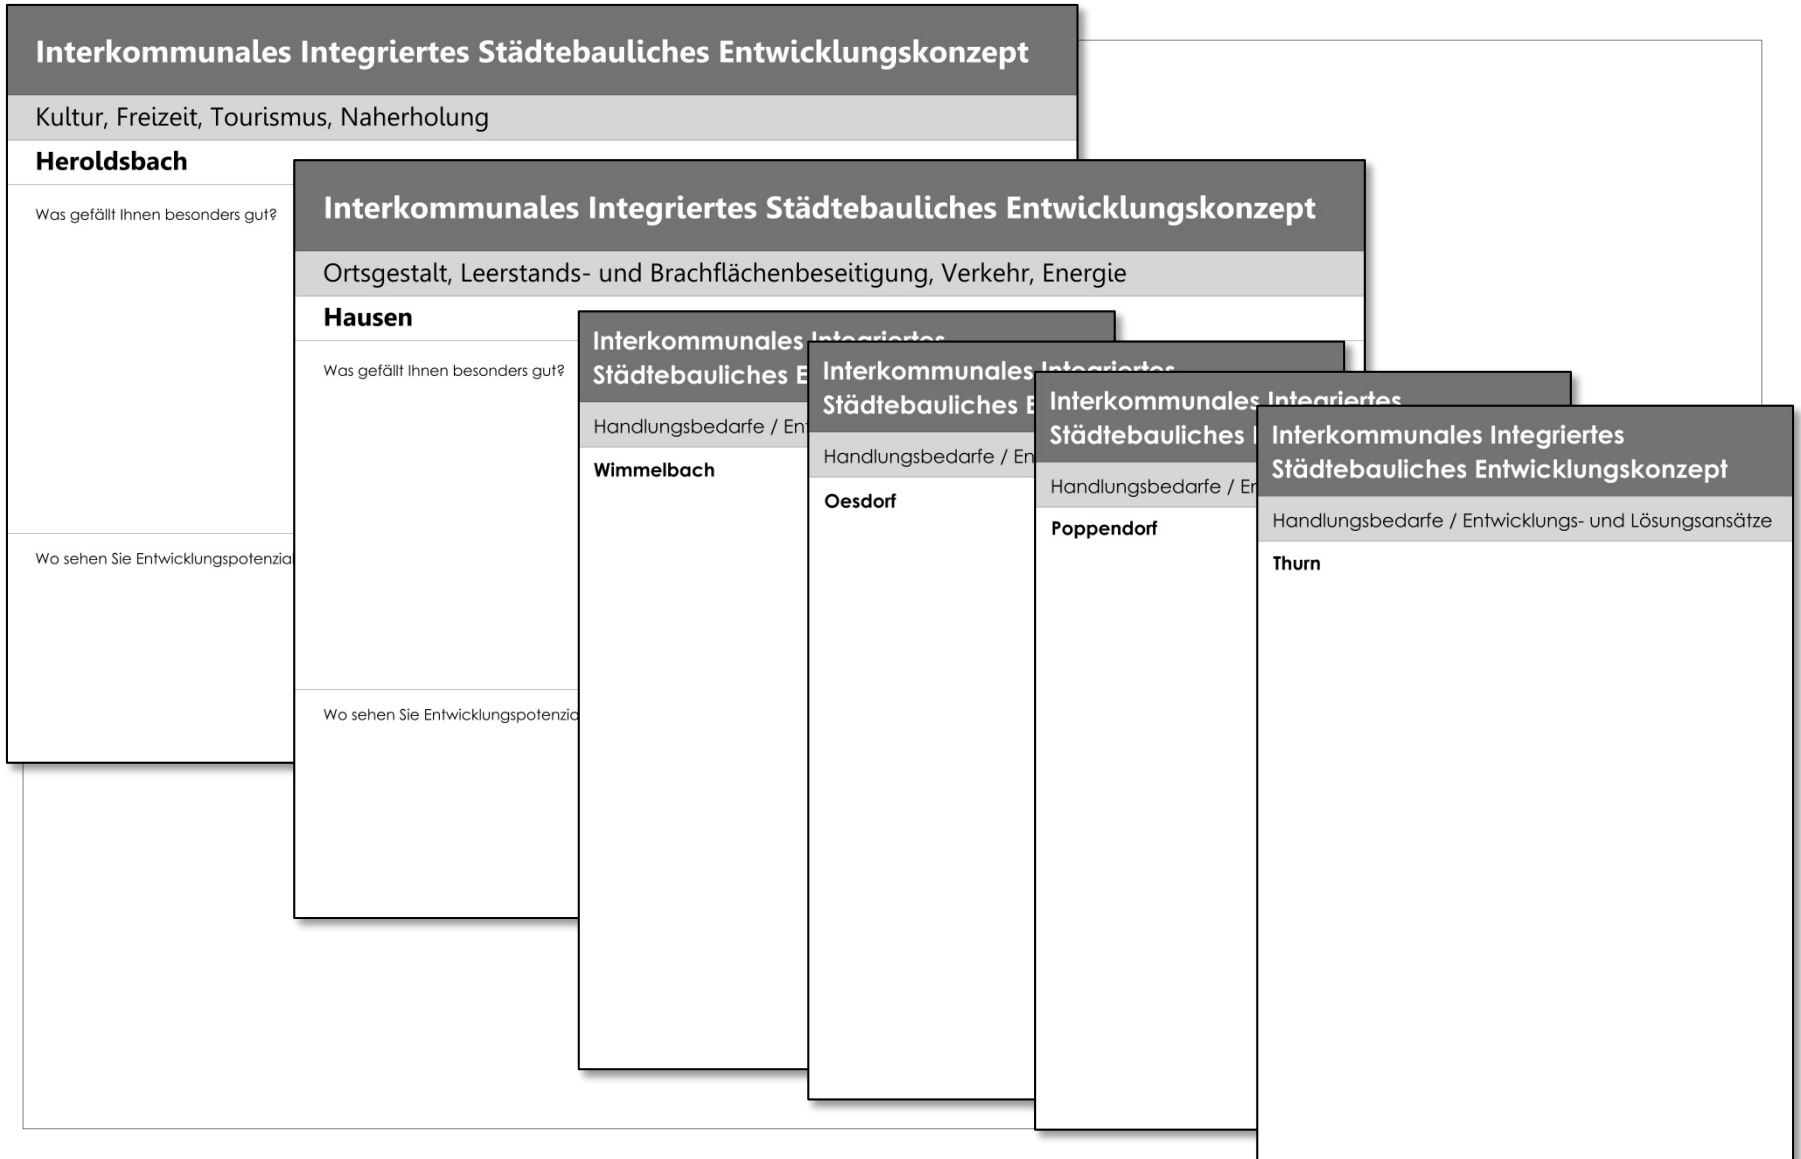 Interkommunales Integriertes Städtebauliches Entwicklungskonzept
Kultur, Freizeit, Tourismus, Naherholung
Heroldsbach
Was gefällt Ihnen besonders gut?
Wo sehen Sie
Interkommunales Integriertes Städtebauliches Entwicklungskonzept
Ortsgestalt, Leerstands- und Brachflächenbeseitigung, Verkehr, Energie
Hausen
Was gefällt Ihnen besonders gut?
Wo sehen Sie
Interkommunales Integriertes
Städtebauliches
Handlungsbedarfe /
Wimmelbach
Interkommunales Integriertes
Städtebauliches
Handlungsbedarfe /
Oesdorf
Interkommunales Integriertes
Städtebauliches
Handlungsbedarfe /
Poppendorf
Interkommunales Integriertes
Städtebauliches Entwicklungskonzept
Handlungsbedarfe / Entwicklungs- und Lösungsansätze
Thurn